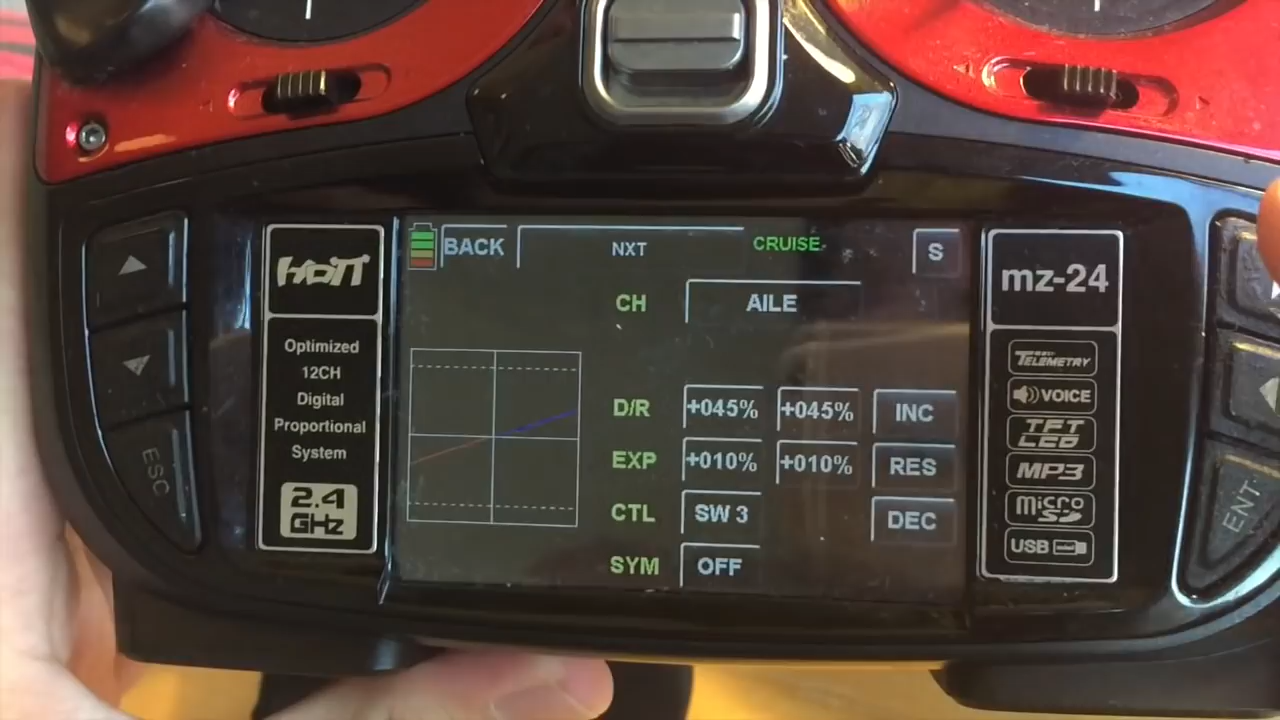 HoTT
Optimized
12CH
Digital
Proportional
System
2.4
GHz
ESC
BACK
NXT
CRUISE
S
CH
AILE
D/R
+045%
+045%
INC
EXP
+010%
+010%
RES
CTL
SW 3
DEC
SYM
OFF
mz-24
TELEMETRY
VOICE
TFT
LCD
MP3
micro
SD
USB
ENT